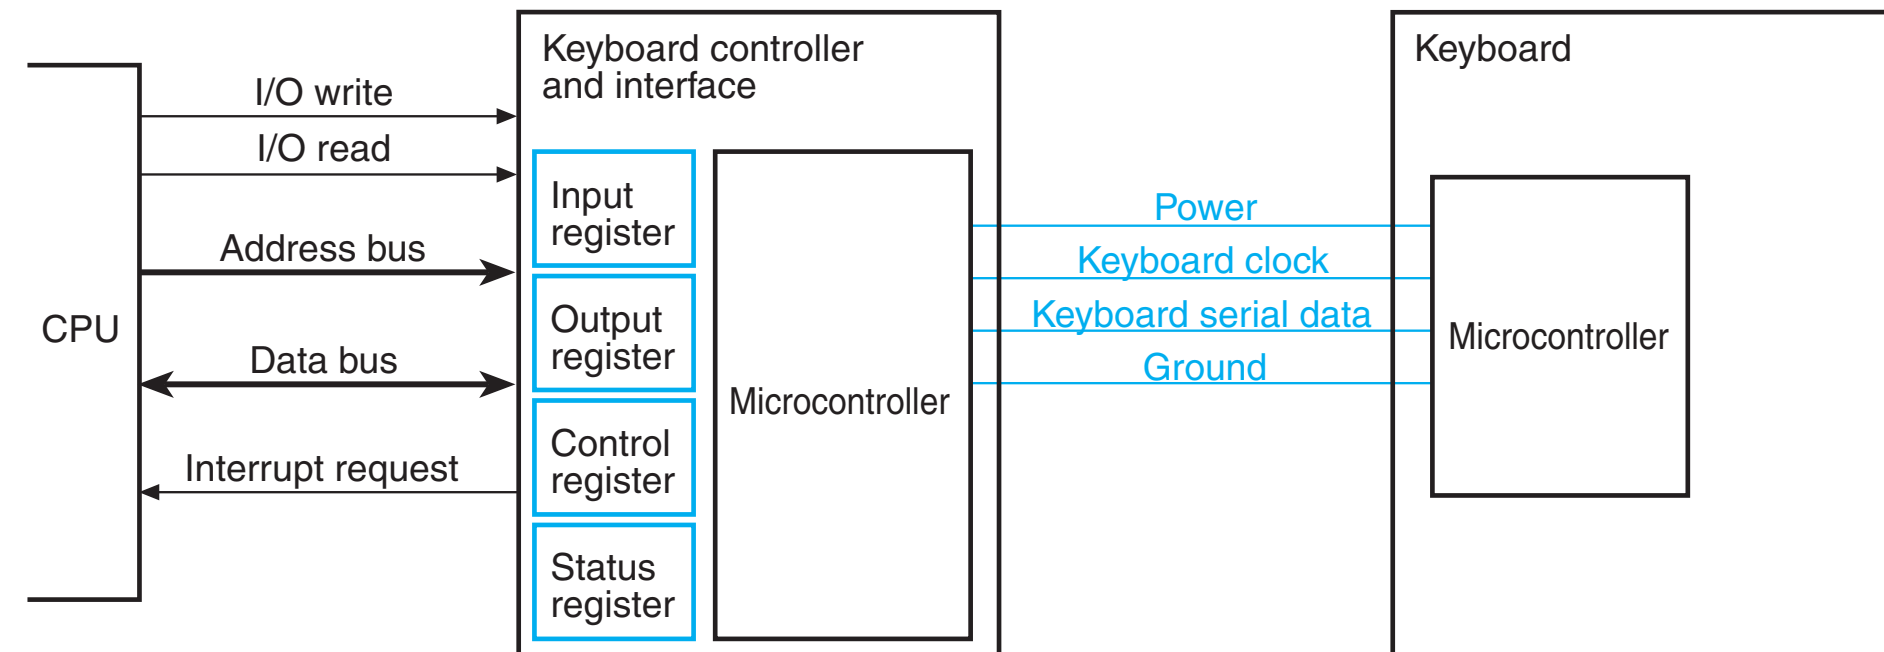 Keyboard controller
and interface
Keyboard
I/O write
I/O read
Address bus
CPU
Data bus
Interrupt request
Input
register
Output
register
Control
register
Status
register
Microcontroller
Power
Keyboard clock
Keyboard serial data
Ground
Microcontroller